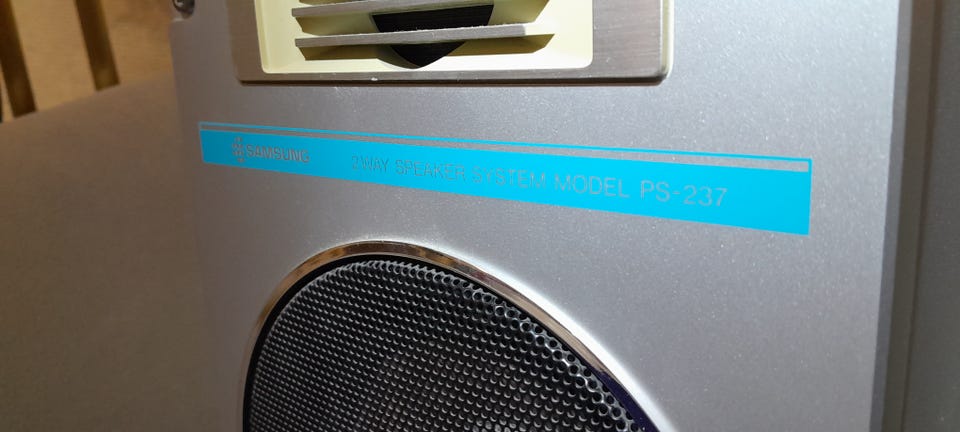 SAMSUNG 2WAY SPEAKER SYSTEM MODEL PS-237